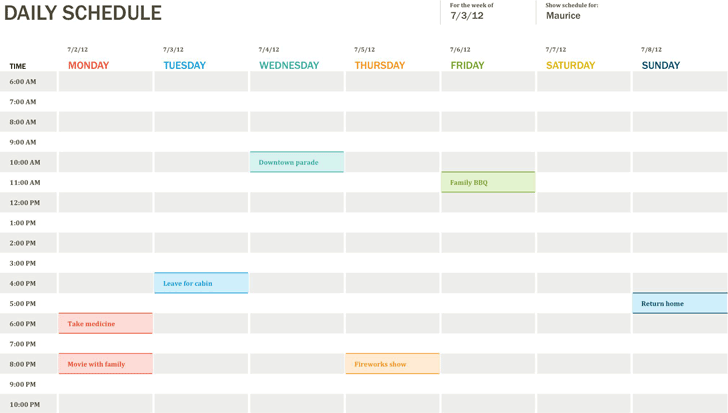 DAILY SCHEDULE
For the week of
7/3/12
Show schedule for:
Maurice
7/2/12 7/3/12 7/4/12 7/5/12 7/6/12 7/7/12 7/8/12
TIME MONDAY TUESDAY WEDNESDAY THURSDAY FRIDAY SATURDAY SUNDAY
6:00 AM
7:00 AM
8:00 AM
9:00 AM
10:00 AM Downtown parade
11:00 AM Family BBQ
12:00 PM
1:00 PM
2:00 PM
3:00 PM
4:00 PM Leave for cabin
5:00 PM Return home
6:00 PM Take medicine
7:00 PM
8:00 PM Movie with family Fireworks show
9:00 PM
10:00 PM